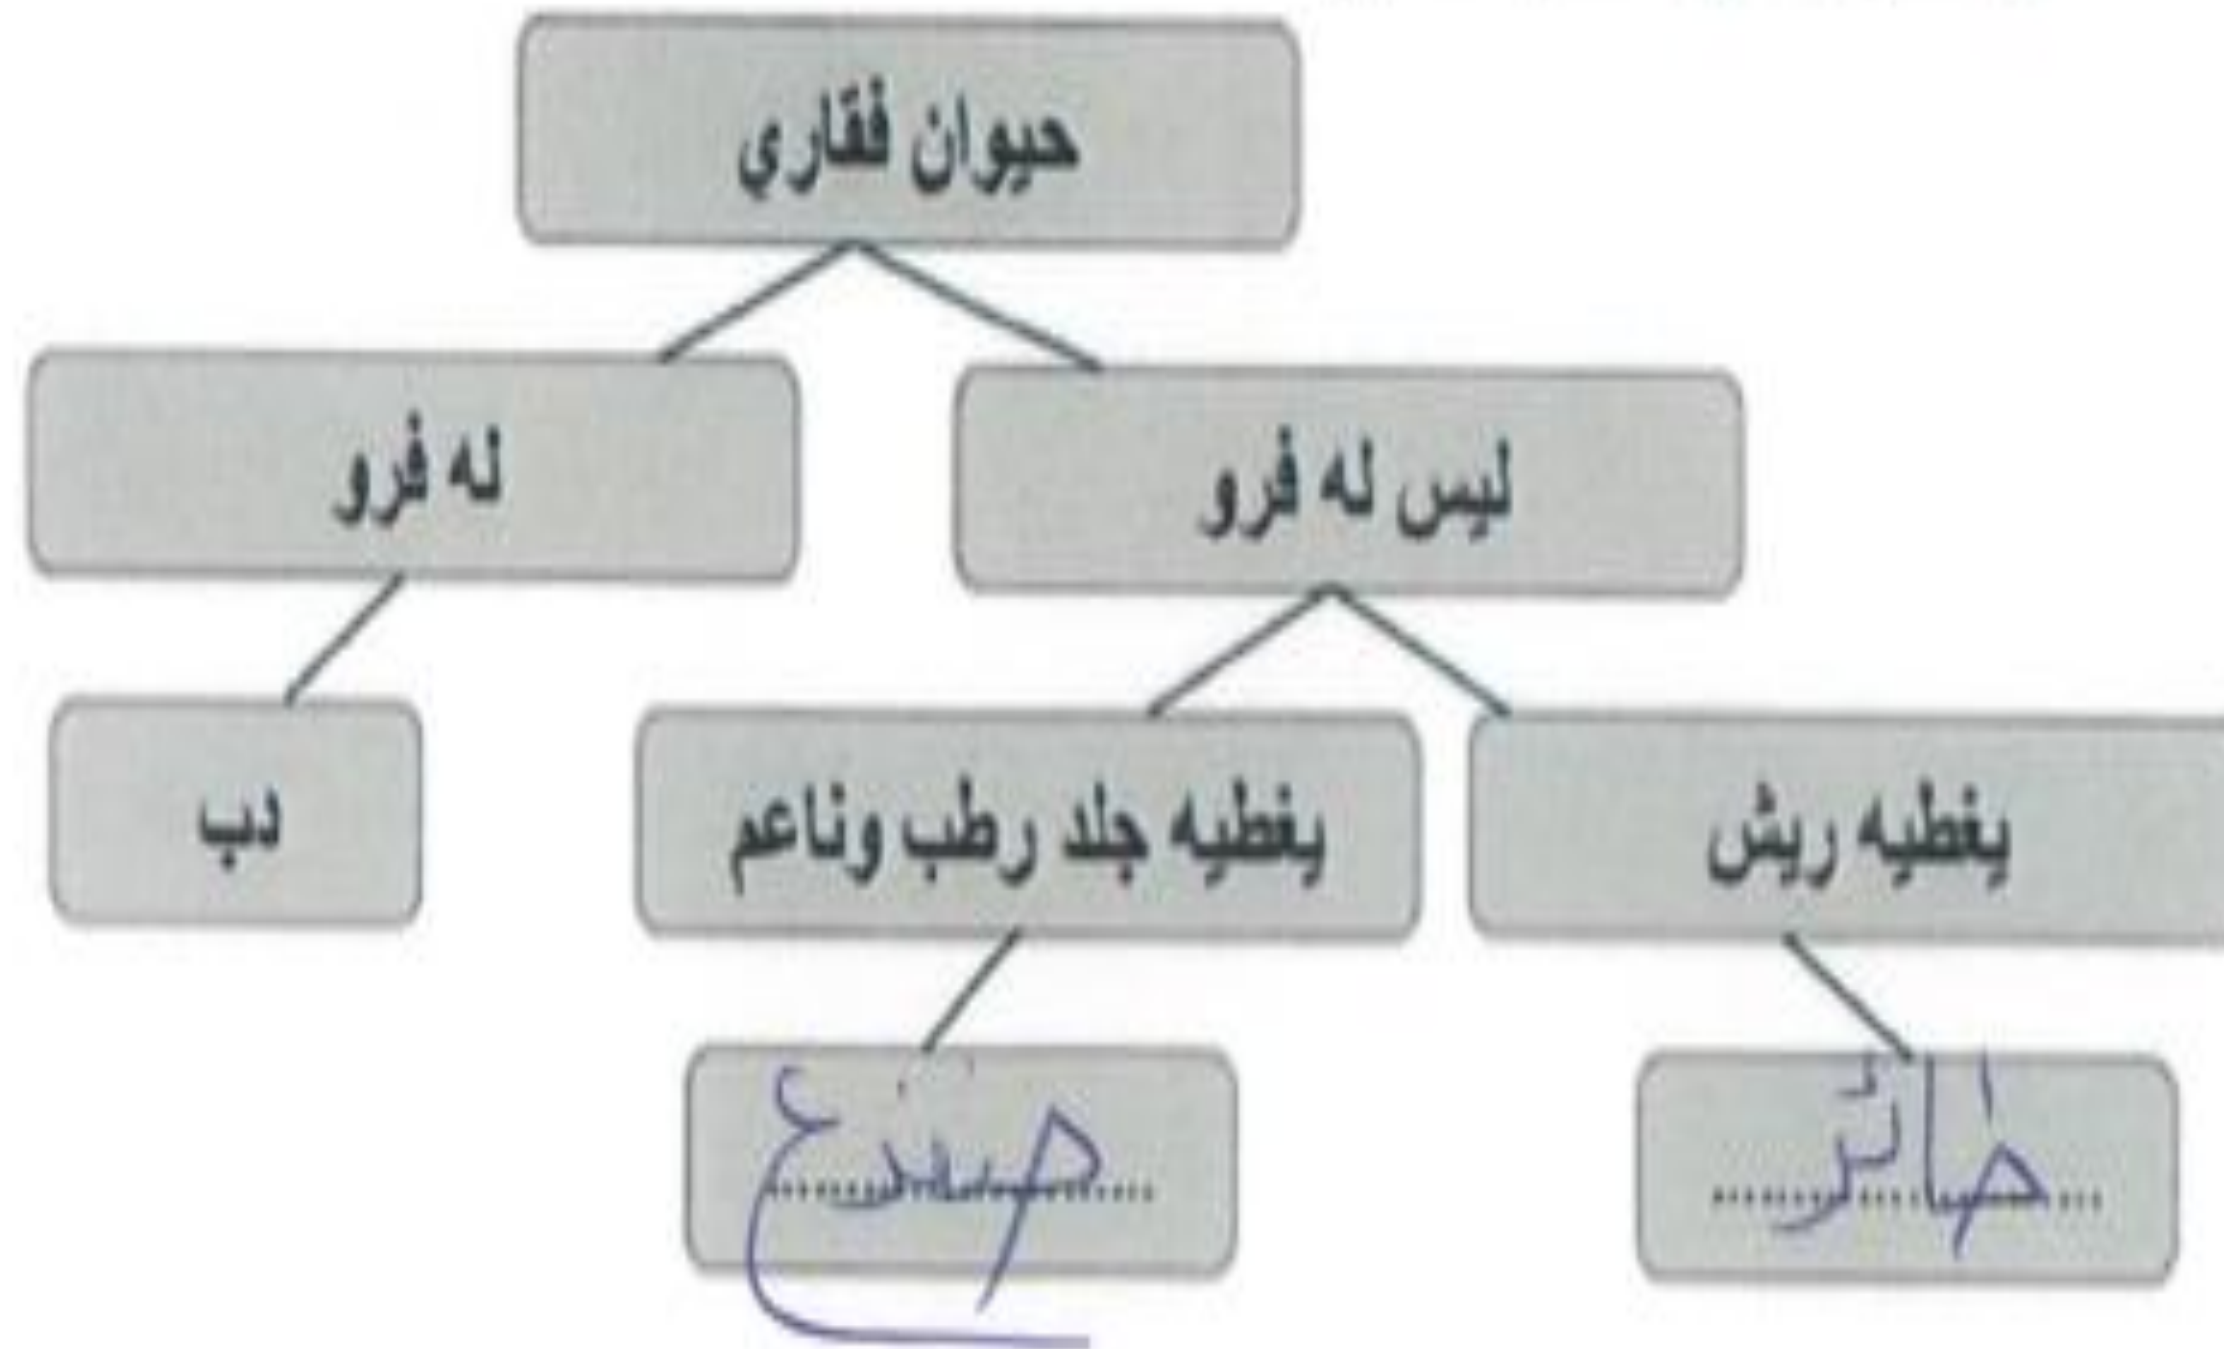 حيوان فقاري
ليس له فرو
له فرو
يغطيه ريش
يغطيه جلد رطب وناعم
دب
طائر
ضفدع